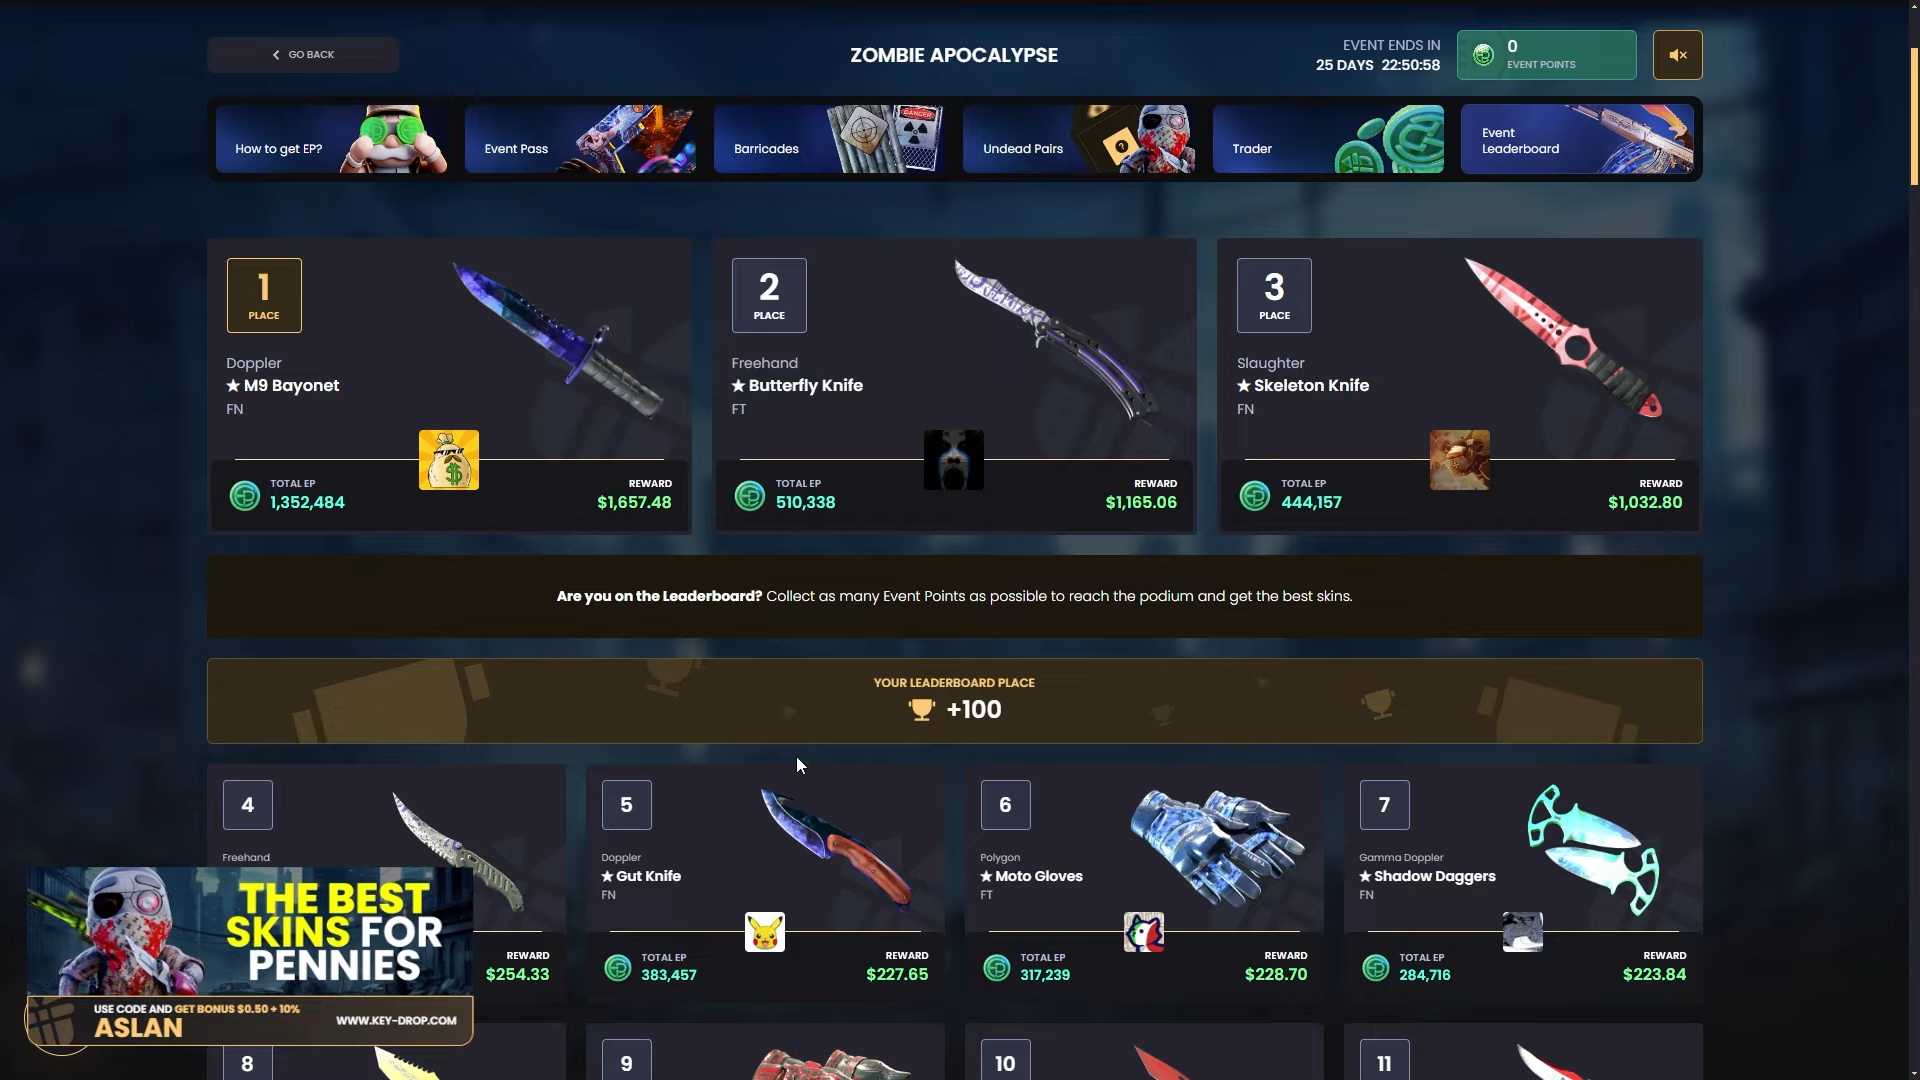 GO BACK
ZOMBIE APOCALYPSE
EVENT ENDS IN
25 DAYS 22:50:58
0
EVENT POINTS
How to get EP?
Event Pass
Barricades
DANGER
Undead Pairs
?
Trader
Event
Leaderboard
1
PLACE
Doppler
★ M9 Bayonet
FN
TOTAL EP
1,352,484
REWARD
$1,657.48
2
PLACE
Freehand
★ Butterfly Knife
FT
TOTAL EP
510,338
REWARD
$1,165.06
3
PLACE
Slaughter
★ Skeleton Knife
FN
TOTAL EP
444,157
REWARD
$1,032.80
Are you on the Leaderboard? Collect as many Event Points as possible to reach the podium and get the best skins.
YOUR LEADERBOARD PLACE
+100
4
Freehand
REWARD
$254.33
5
Doppler
★ Gut Knife
FN
TOTAL EP
383,457
REWARD
$227.65
6
Polygon
★ Moto Gloves
FT
TOTAL EP
317,239
REWARD
$228.70
7
Gamma Doppler
★ Shadow Daggers
FN
TOTAL EP
284,716
REWARD
$223.84
THE BEST
SKINS FOR
PENNIES
USE CODE AND GET BONUS $0.50 + 10%
ASLAN
WWW.KEY-DROP.COM
8
9
10
11